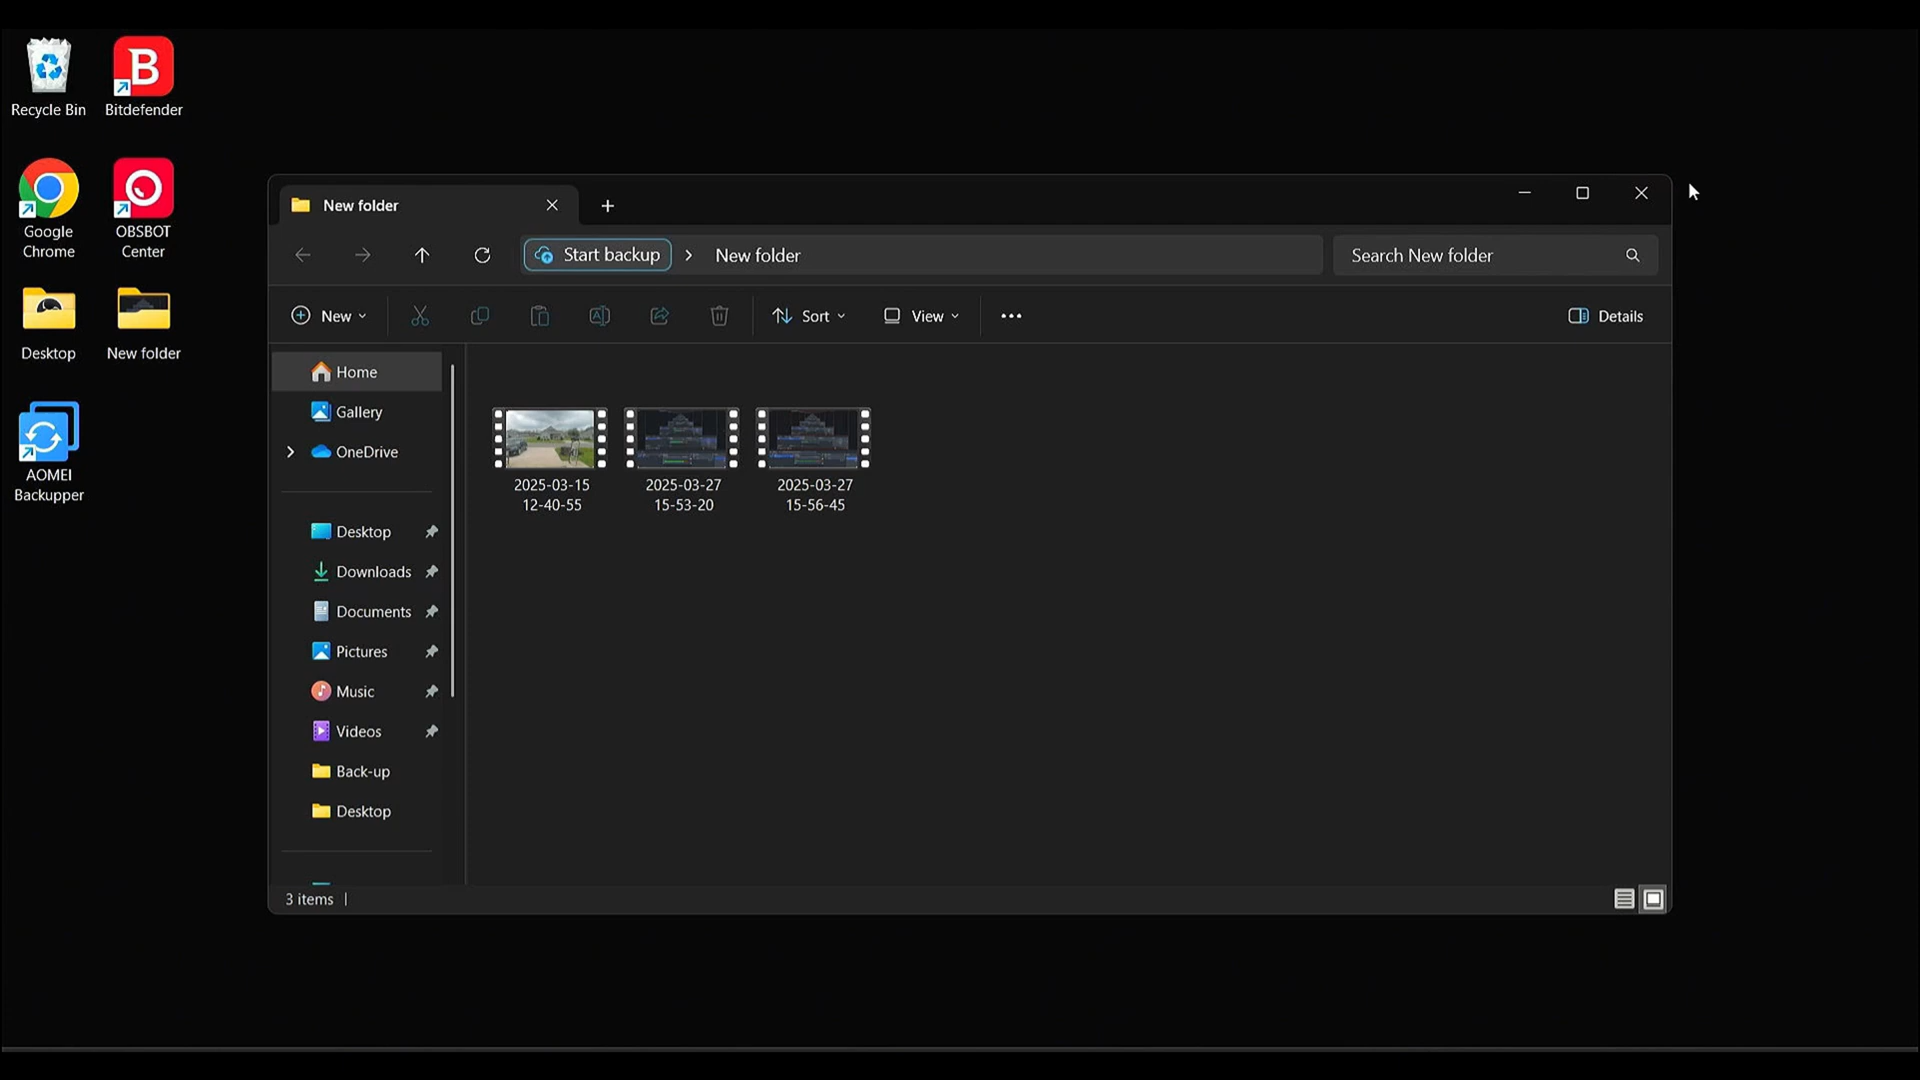 Recycle Bin
Bitdefender
Google
Chrome
OBSBOT
Center
Desktop
New folder
AOMEI
Backupper
New folder
Start backup
New folder
Search New folder
New
Sort
View
Details
Home
Gallery
OneDrive
Desktop
Downloads
Documents
Pictures
Music
Videos
Back-up
Desktop
2025-03-15
12-40-55
2025-03-27
15-53-20
2025-03-27
15-56-45
3 items